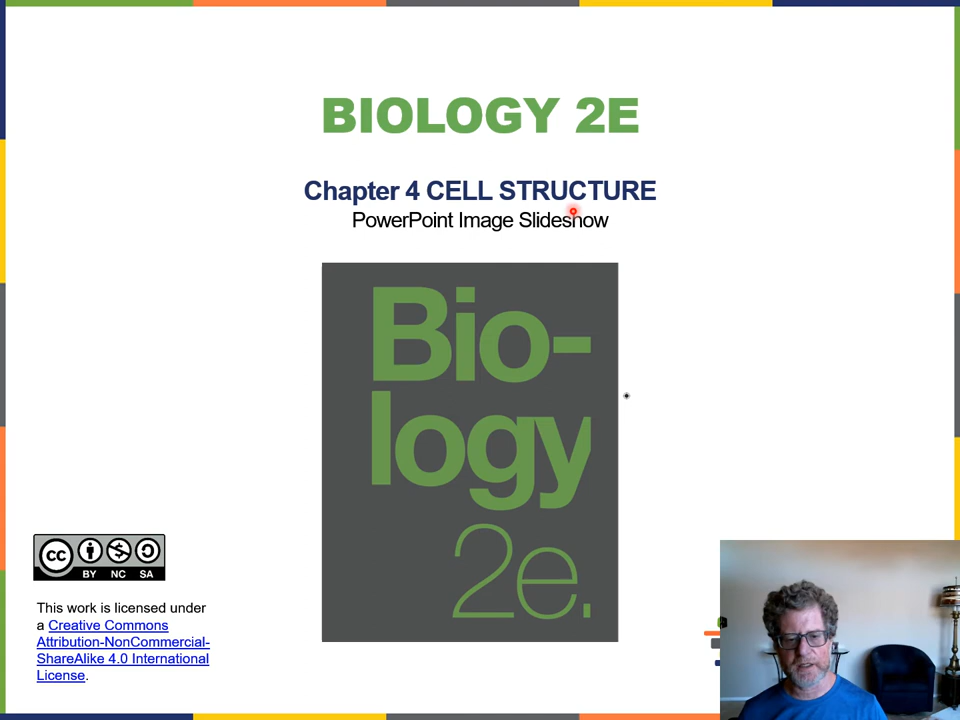 BIOLOGY 2E
Chapter 4 CELL STRUCTURE
PowerPoint Image Slideshow
Bio-
logy
2e.
cc
BY NC SA
This work is licensed under
a Creative Commons
Attribution-NonCommercial-
ShareAlike 4.0 International
License.